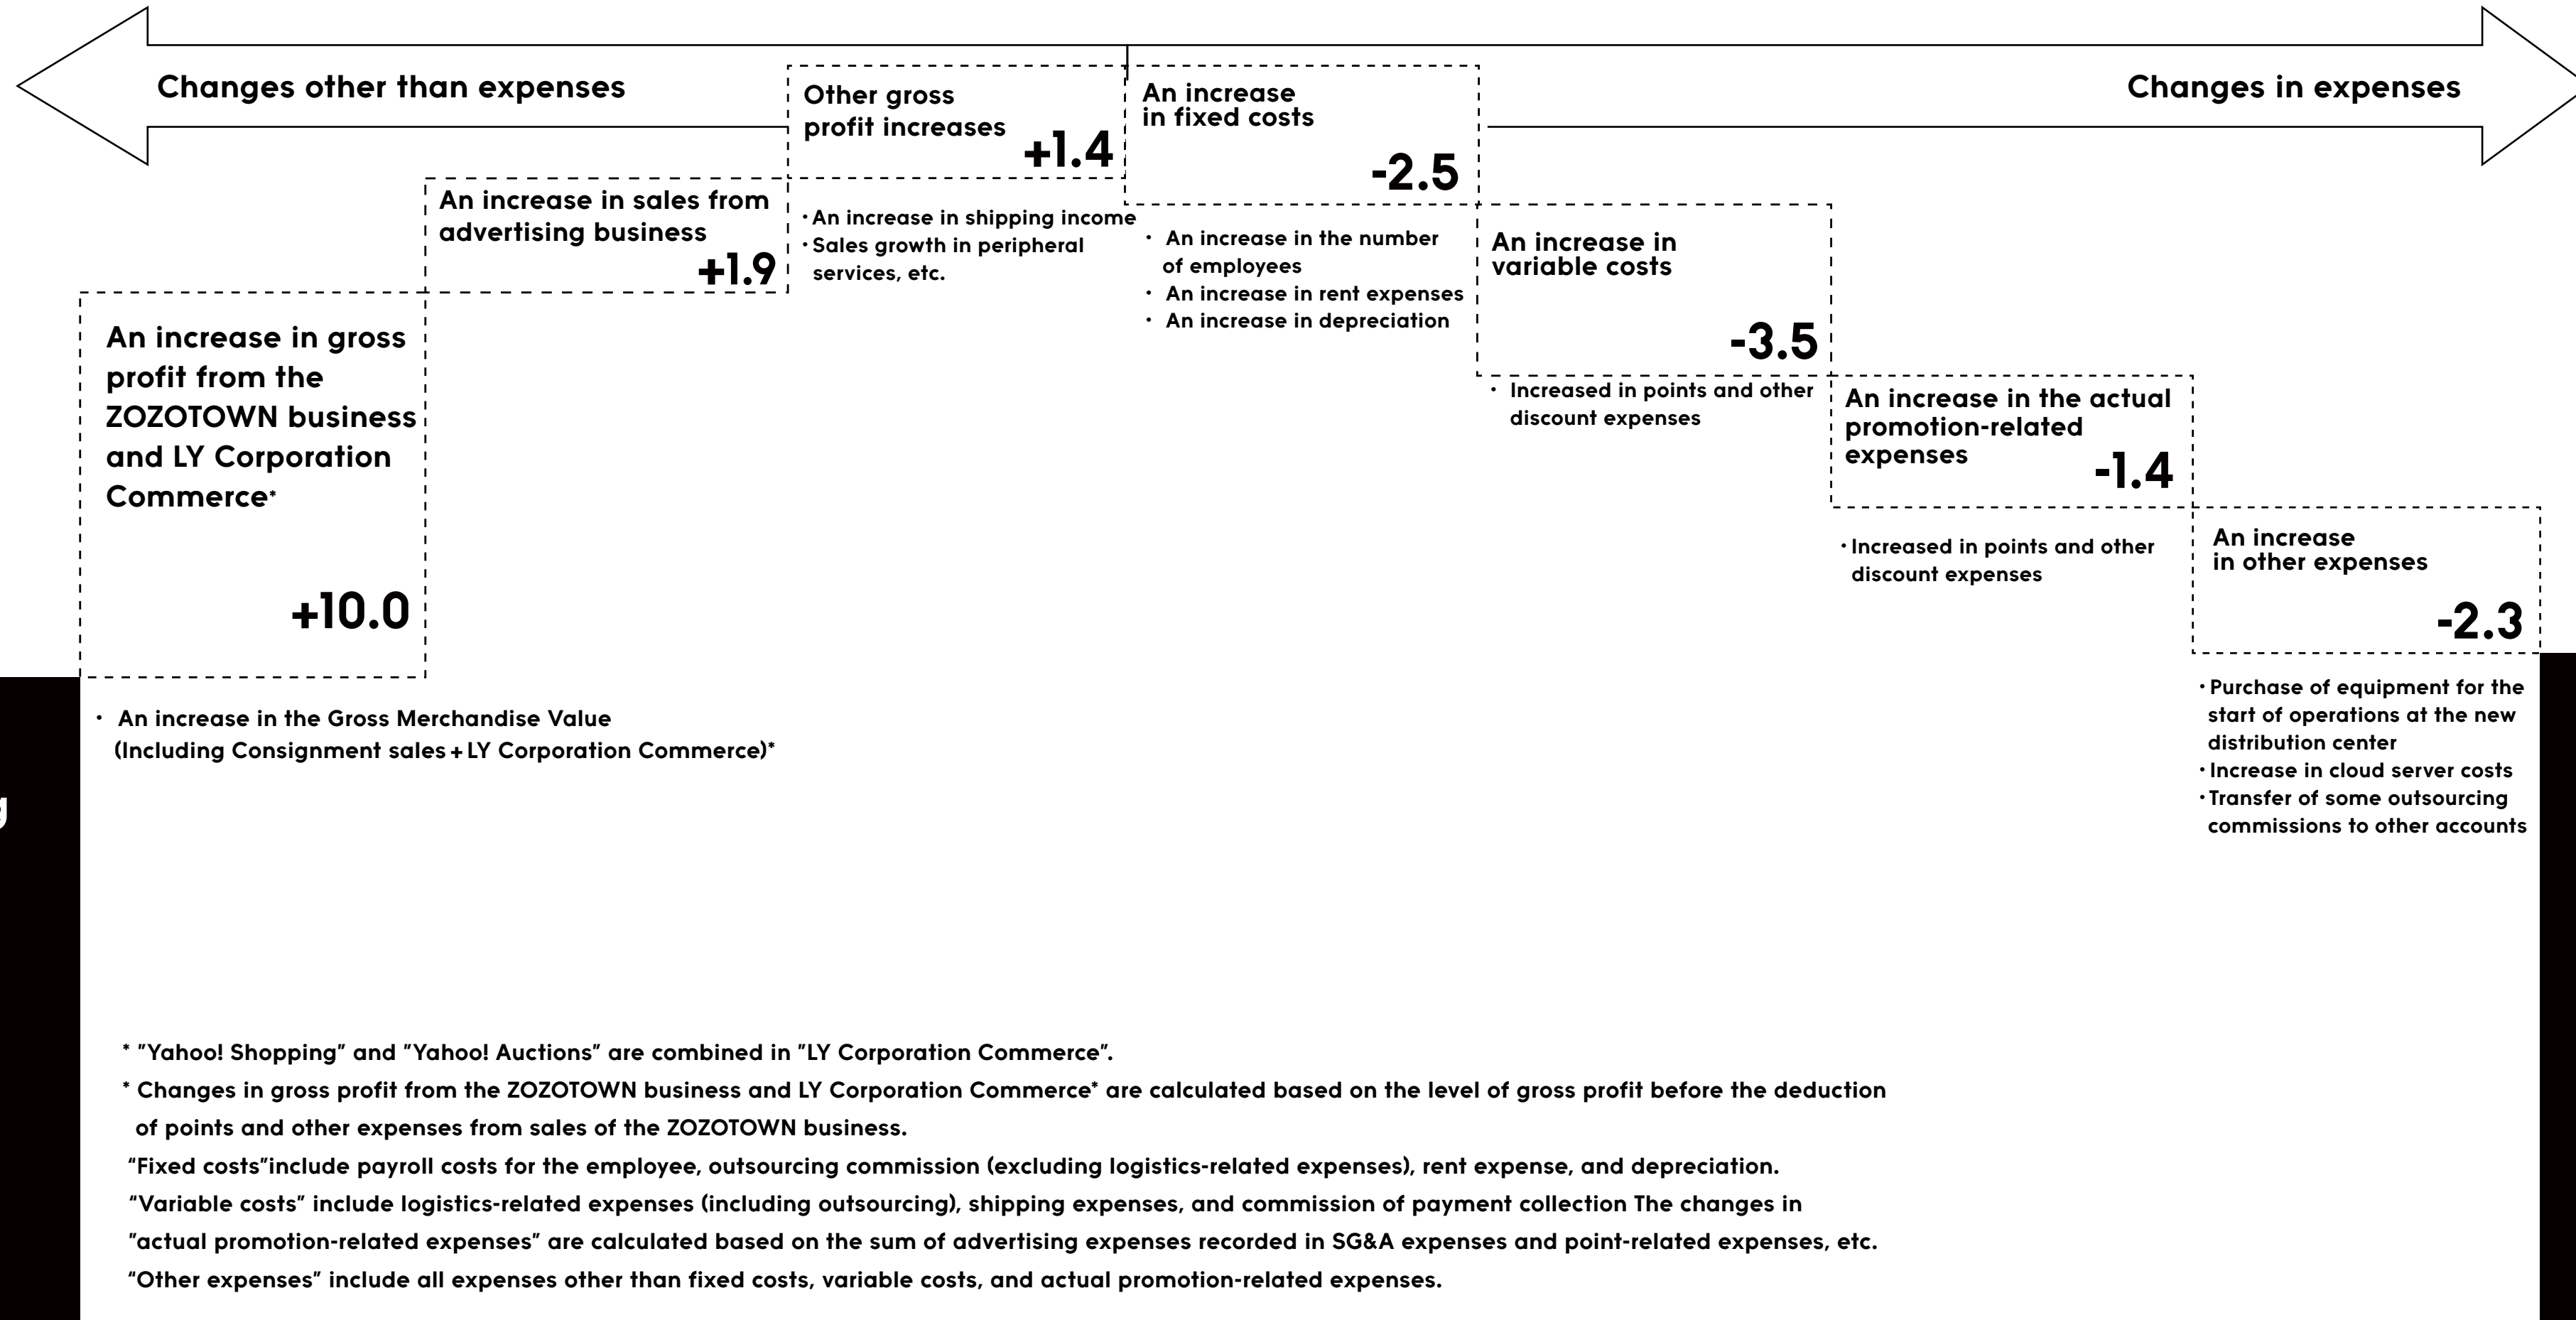 Changes other than expenses
Changes in expenses
An increase in gross
profit from the
ZOZOTOWN business
and LY Corporation
Commerce*
+10.0
· An increase in the Gross Merchandise Value
(Including Consignment sales+LY Corporation Commerce)*
An increase in sales from
advertising business
+1.9
Other gross
profit increases
+1.4
·An increase in shipping income
·Sales growth in peripheral
services, etc.
An increase
in fixed costs
-2.5
· An increase in the number
of employees
· An increase in rent expenses
· An increase in depreciation
An increase in
variable costs
-3.5
· Increased in points and other
discount expenses
An increase in the actual
promotion-related
expenses
-1.4
·Increased in points and other
discount expenses
An increase
in other expenses
-2.3
·Purchase of equipment for the
start of operations at the new
distribution center
·Increase in cloud server costs
·Transfer of some outsourcing
commissions to other accounts
g
* "Yahoo! Shopping" and "Yahoo! Auctions" are combined in "LY Corporation Commerce".
* Changes in gross profit from the ZOZOTOWN business and LY Corporation Commerce* are calculated based on the level of gross profit before the deduction
of points and other expenses from sales of the ZOZOTOWN business.
"Fixed costs"include payroll costs for the employee, outsourcing commission (excluding logistics-related expenses), rent expense, and depreciation.
"Variable costs" include logistics-related expenses (including outsourcing), shipping expenses, and commission of payment collection The changes in
"actual promotion-related expenses" are calculated based on the sum of advertising expenses recorded in SG&A expenses and point-related expenses, etc.
"Other expenses" include all expenses other than fixed costs, variable costs, and actual promotion-related expenses.